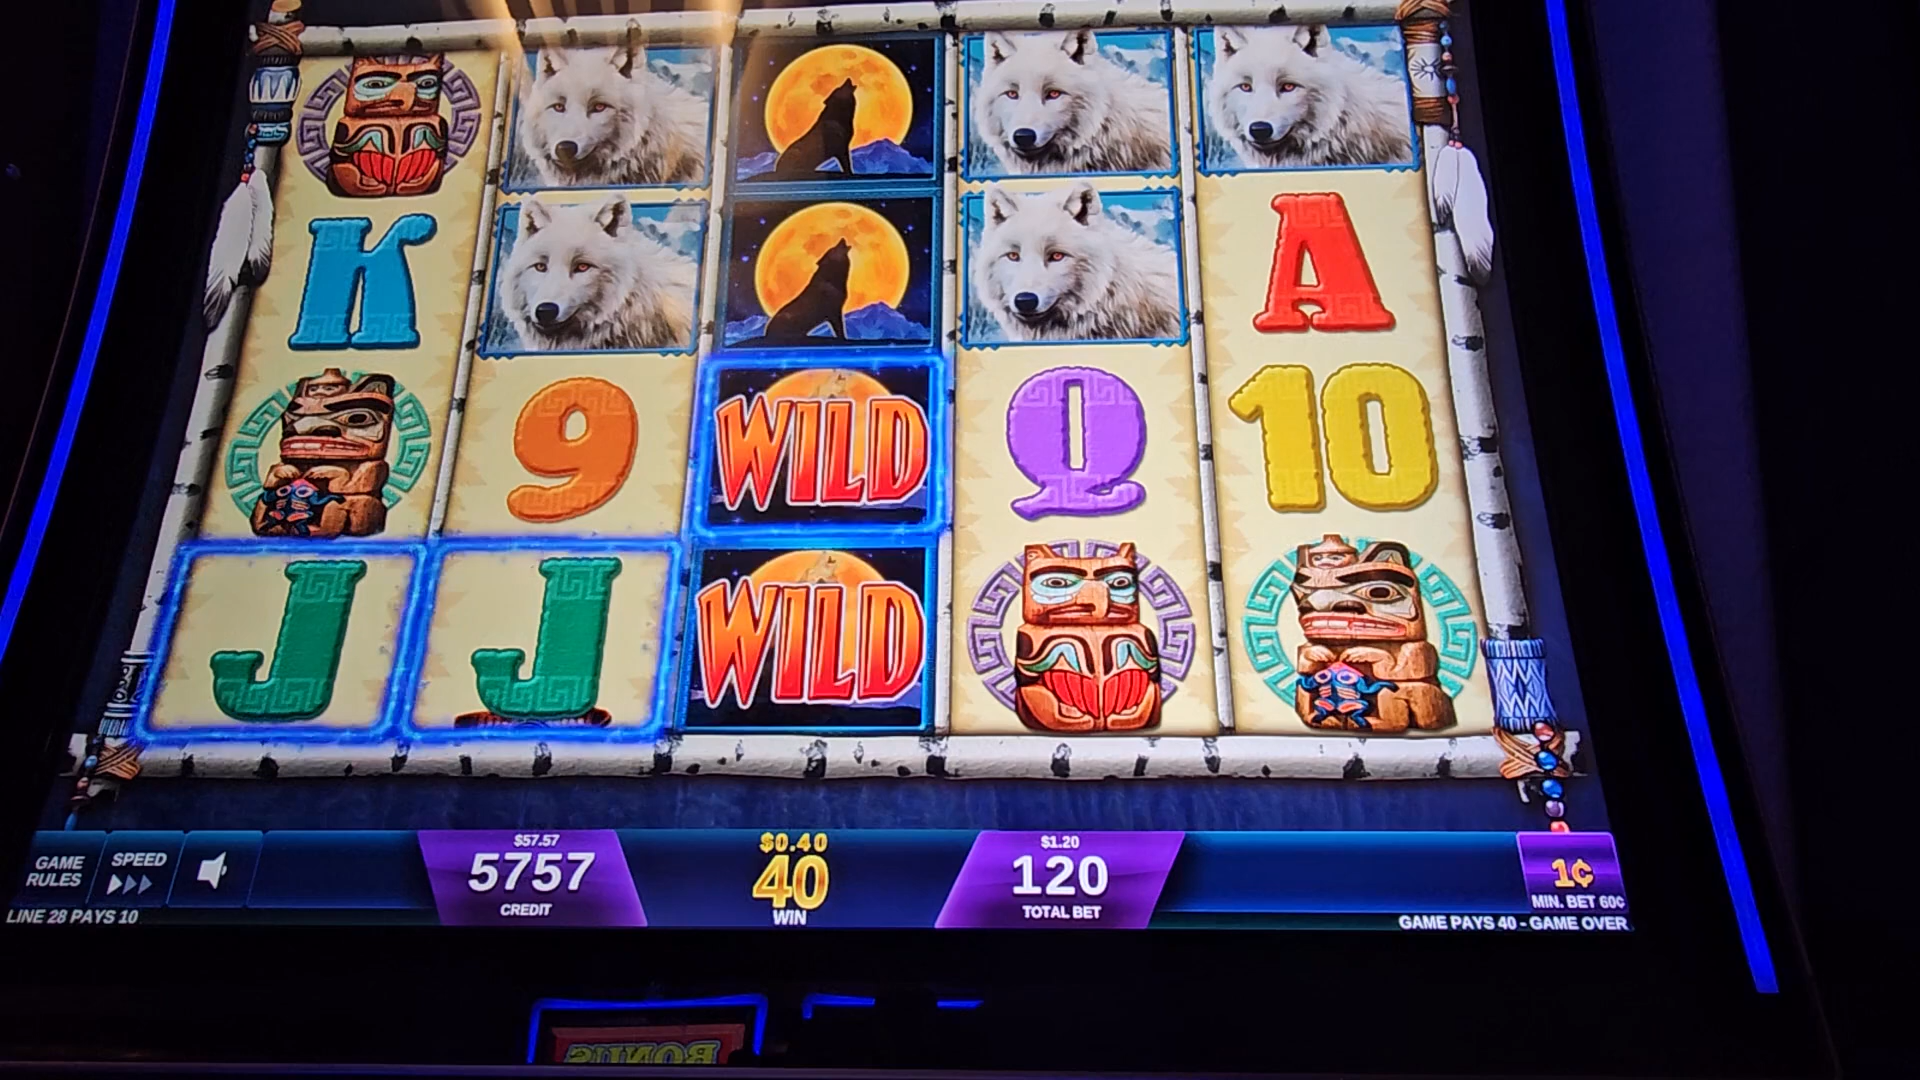 K
A
9
WILD
Q
10
J
J
WILD
GAME RULES
SPEED
$57.57
5757
CREDIT
$0.40
40
WIN
$1.20
120
TOTAL BET
1¢
MIN. BET 60¢
LINE 28 PAYS 10
GAME PAYS 40 - GAME OVER
BONUS